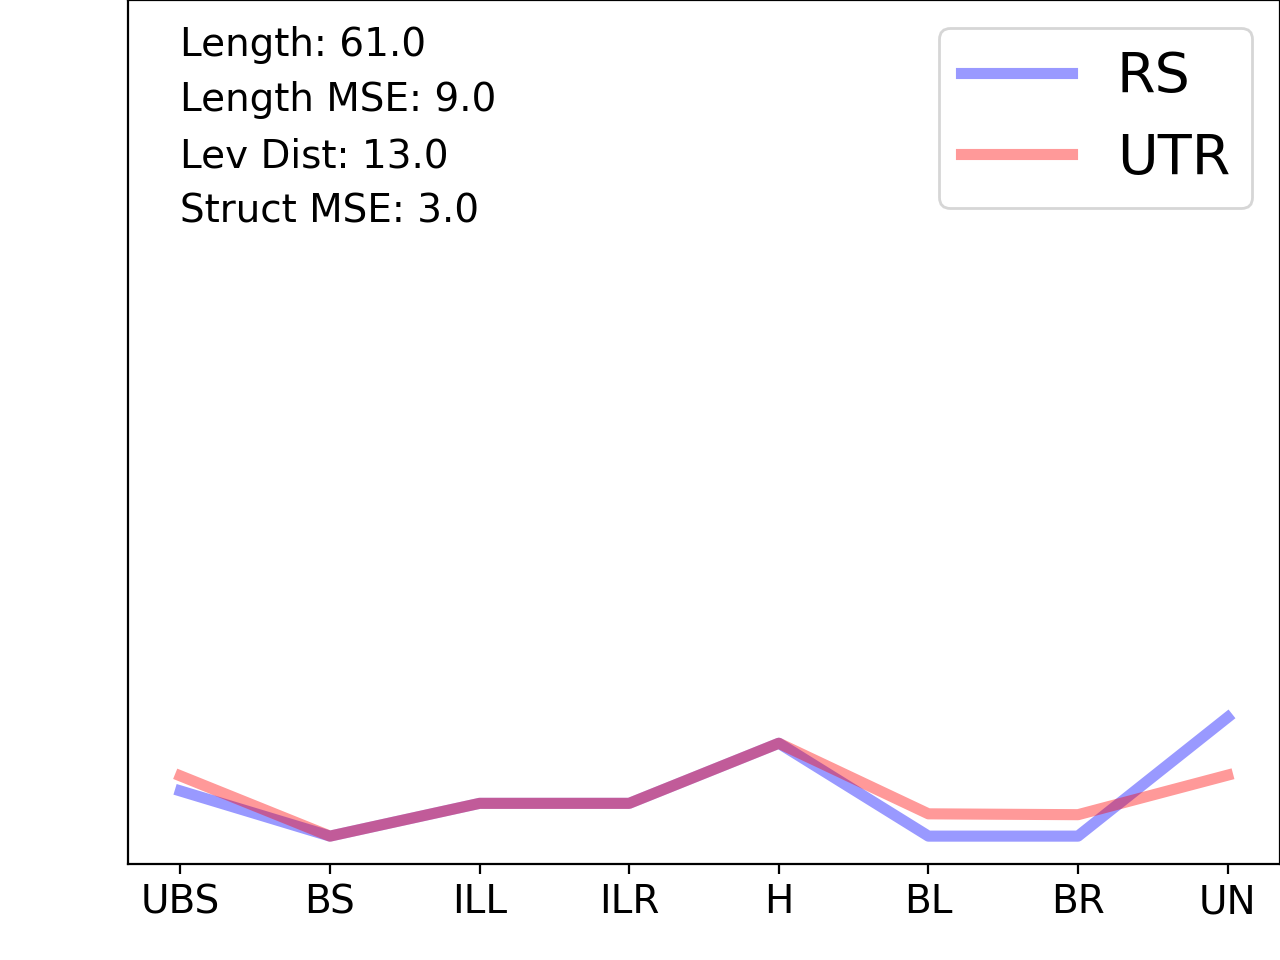 Length: 61.0
Length MSE: 9.0
Lev Dist: 13.0
Struct MSE: 3.0
RS
UTR
UBS BS ILL ILR H BL BR UN